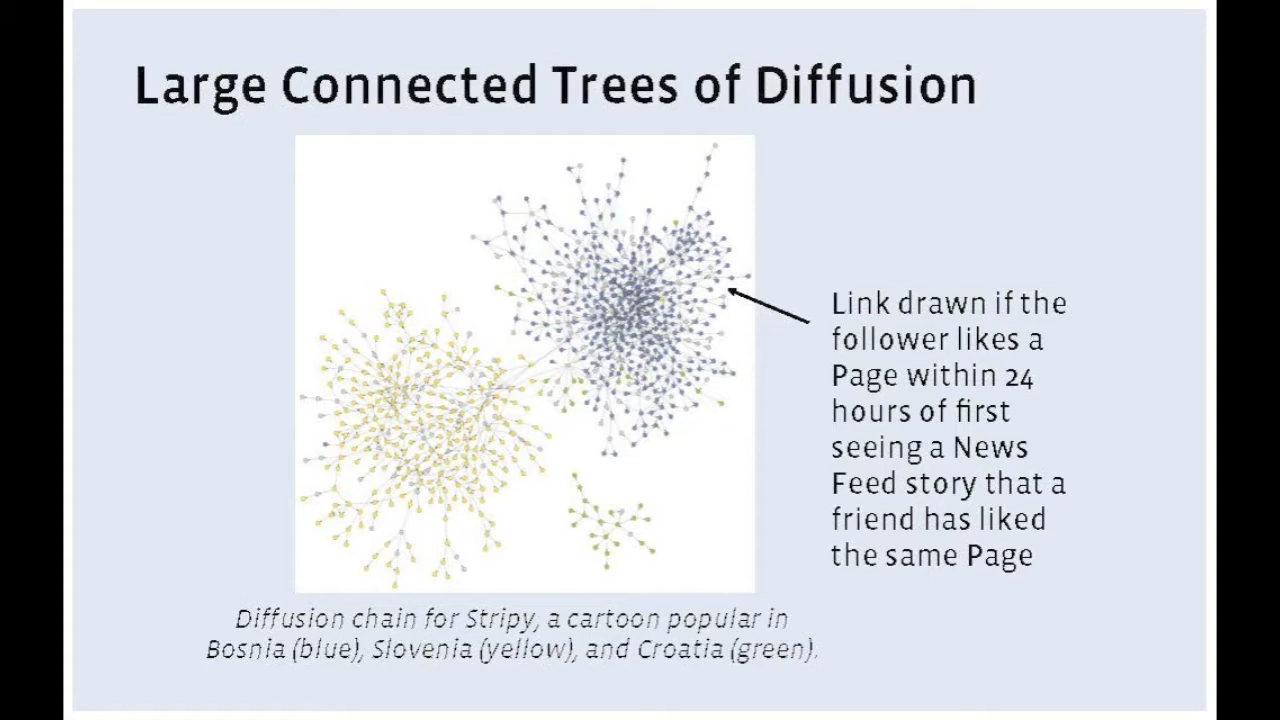 Large Connected Trees of Diffusion
Link drawn if the
follower likes a
Page within 24
hours of first
seeing a News
Feed story that a
friend has liked
the same Page
Diffusion chain for Stripy, a cartoon popular in
Bosnia (blue), Slovenia (yellow), and Croatia (green).